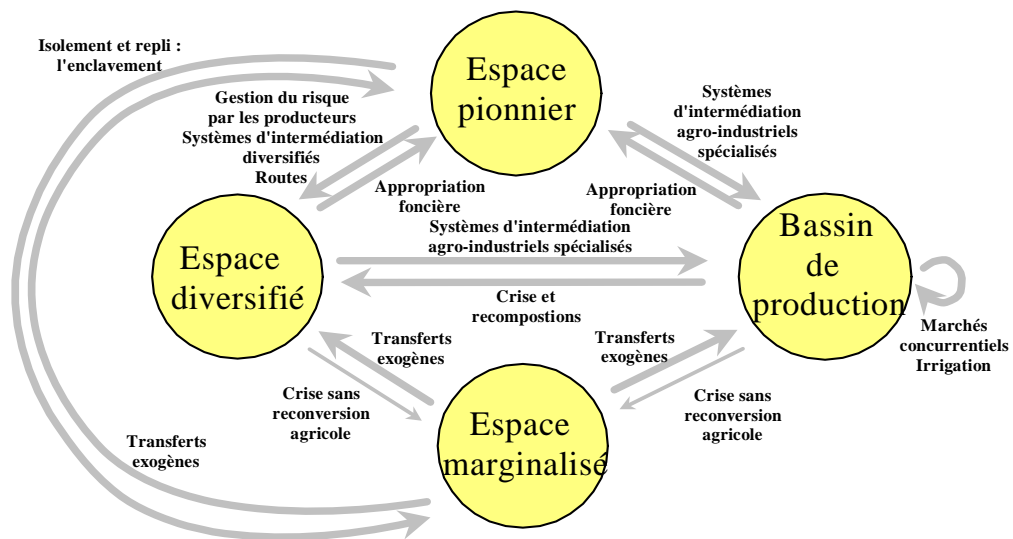 Isolement et repli :
l'enclavement
Espace
pionnier
Gestion du risque
par les producteurs
Systèmes d'intermédiation
diversifiés
Routes
Systèmes
d'intermédiation
agro-industriels
spécialisés
Appropriation
foncière
Appropriation
foncière
Systèmes d'intermédiation
agro-industriels spécialisés
Espace
diversifié
Bassin
de
production
Crise et
recompostions
Marchés
concurrentiels
Irrigation
Transferts
exogènes
Transferts
exogènes
Crise sans
reconversion
agricole
Crise sans
reconversion
agricole
Espace
marginalisé
Transferts
exogènes